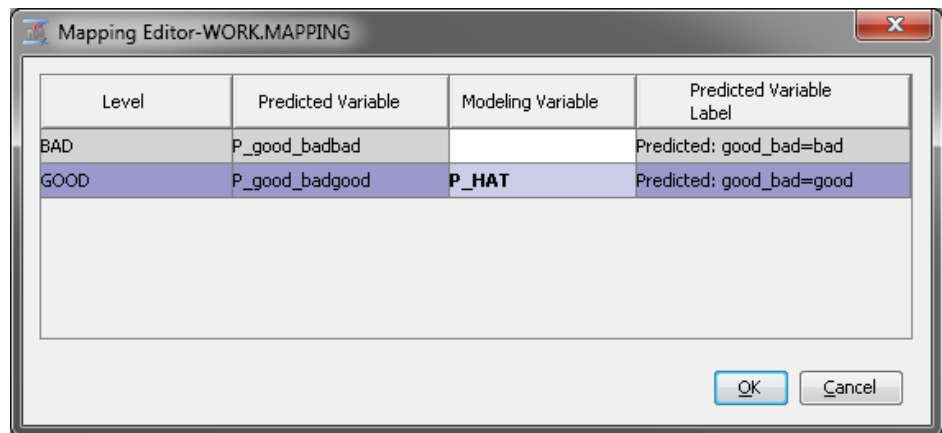 Mapping Editor-WORK.MAPPING
x
Level Predicted Variable Modeling Variable Predicted Variable
Label
BAD P_good_badbad Predicted: good_bad=bad
GOOD P_good_badgood P_HAT Predicted: good_bad=good
OK Cancel